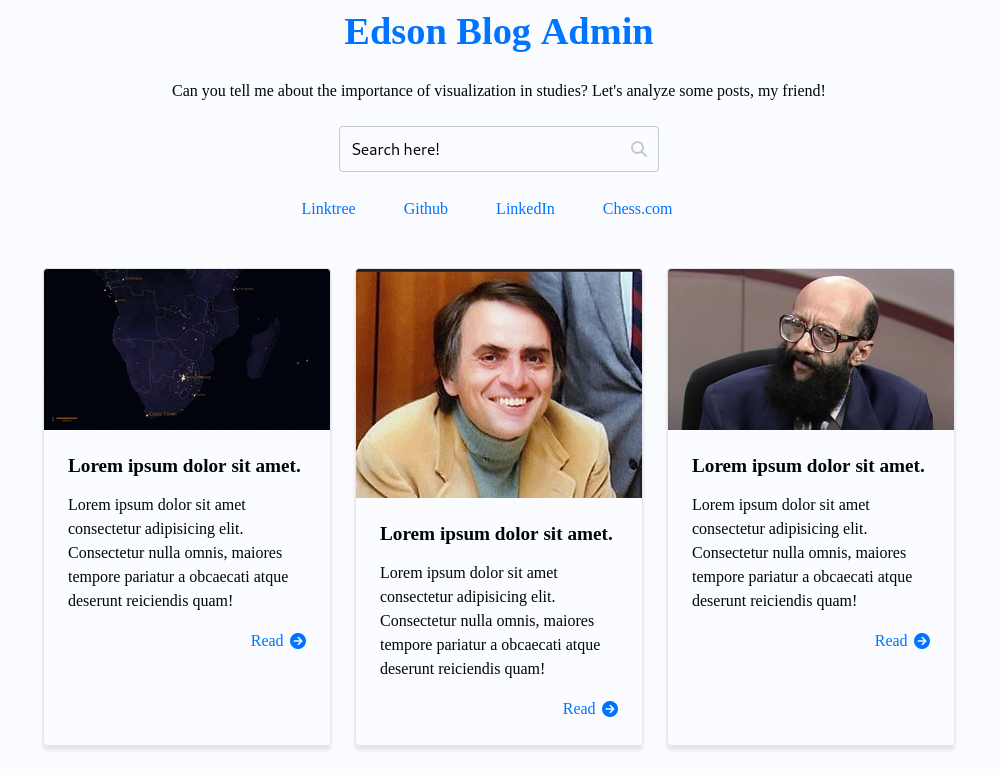 Edson Blog Admin
Can you tell me about the importance of visualization in studies? Let's analyze some posts, my friend!
Search here!
Linktree Github LinkedIn Chess.com
Lorem ipsum dolor sit amet.
Lorem ipsum dolor sit amet
consectetur adipisicing elit.
Consectetur nulla omnis, maiores
tempore pariatur a obcaecati atque
deserunt reiciendis quam!
Read
Lorem ipsum dolor sit amet.
Lorem ipsum dolor sit amet
consectetur adipisicing elit.
Consectetur nulla omnis, maiores
tempore pariatur a obcaecati atque
deserunt reiciendis quam!
Read
Lorem ipsum dolor sit amet.
Lorem ipsum dolor sit amet
consectetur adipisicing elit.
Consectetur nulla omnis, maiores
tempore pariatur a obcaecati atque
deserunt reiciendis quam!
Read